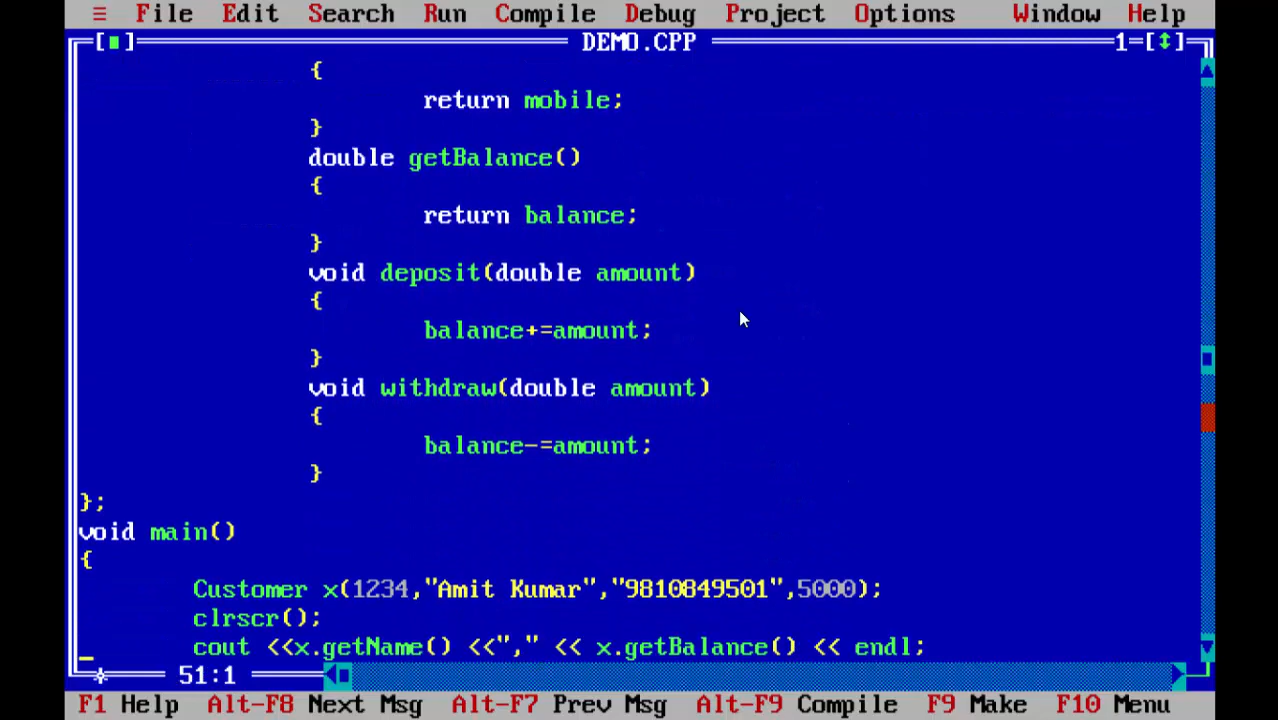 ≡ File Edit Search Run Compile Debug Project Options Window Help
[■] DEMO.CPP 1=[↕]
{
return mobile;
}
double getBalance()
{
return balance;
}
void deposit(double amount)
{
balance+=amount;
}
void withdraw(double amount)
{
balance-=amount;
}
};
void main()
{
Customer x(1234,"Amit Kumar","9810849501",5000);
clrscr();
cout <<x.getName() <<"," << x.getBalance() << endl;
51:1
F1 Help Alt-F8 Next Msg Alt-F7 Prev Msg Alt-F9 Compile F9 Make F10 Menu